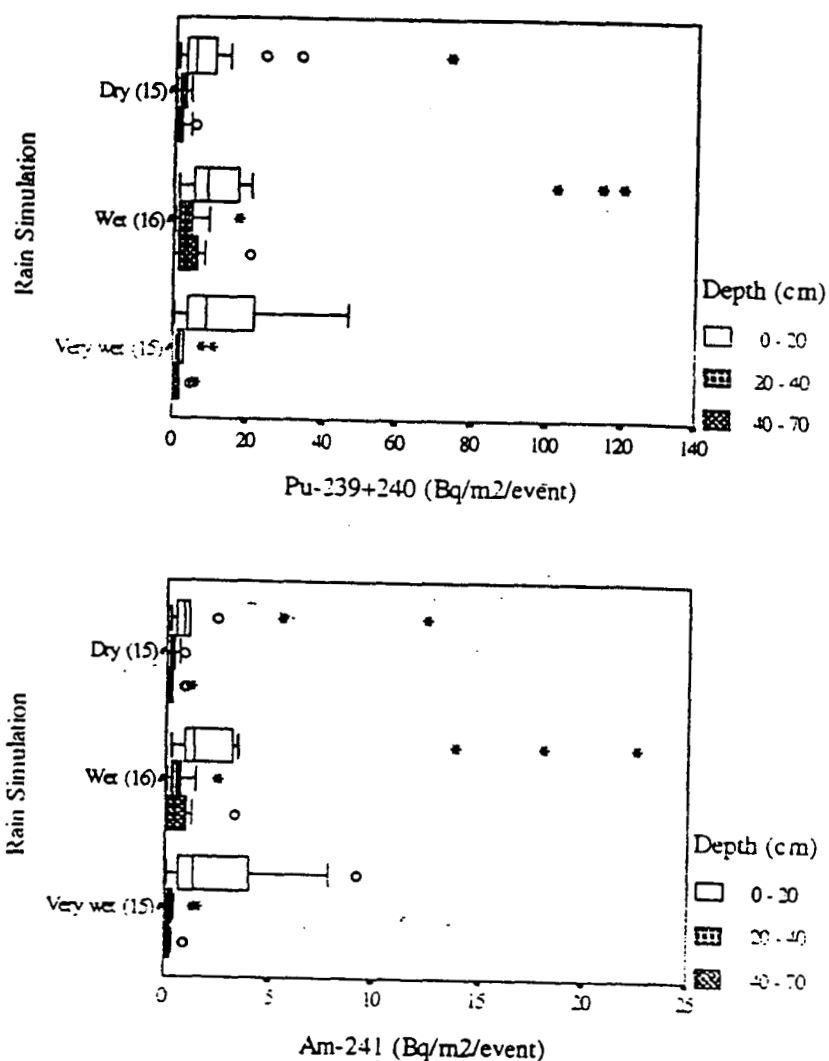 Rain Simulation
Dry (15)
Wet (16)
Very wet (15)
0 20 40 60 80 100 120 140
Pu-239+240 (Bq/m2/event)
Depth (cm)
0 - 20
20 - 40
40 - 70
Rain Simulation
Dry (15)
Wet (16)
Very wet (15)
0 5 10 15 20 25
Am-241 (Bq/m2/event)
Depth (cm)
0 - 20
20 - 40
40 - 70